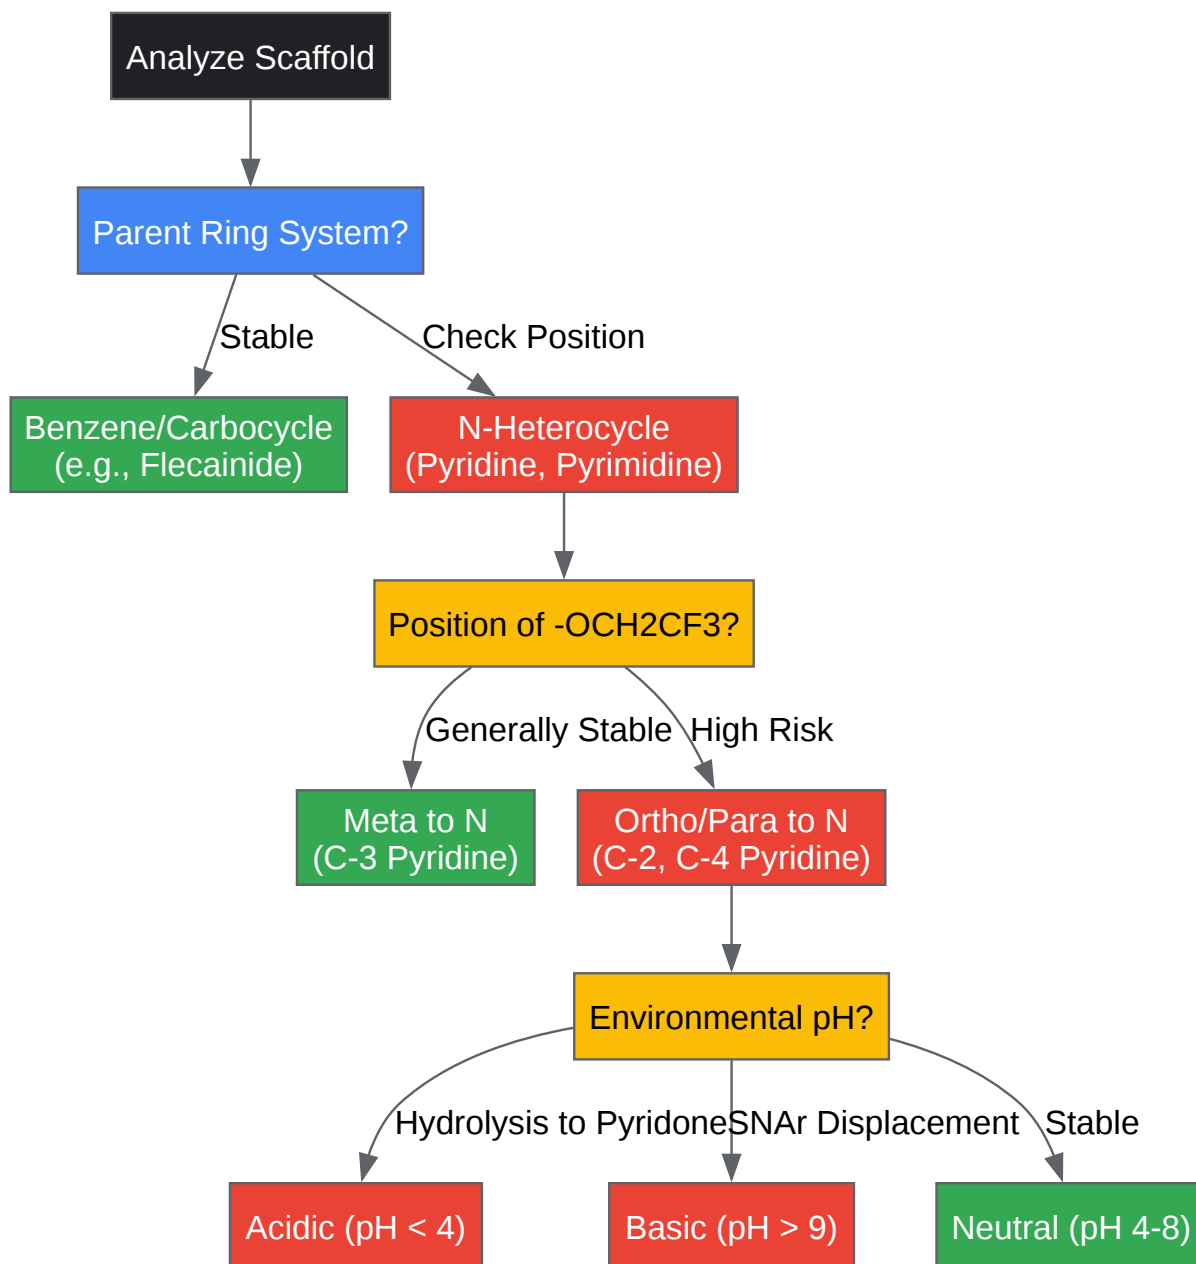 Analyze Scaffold
Parent Ring System?
Stable
Check Position
Benzene/Carbocycle
(e.g., Flecainide)
N-Heterocycle
(Pyridine, Pyrimidine)
Position of -OCH2CF3?
Generally Stable
High Risk
Meta to N
(C-3 Pyridine)
Ortho/Para to N
(C-2, C-4 Pyridine)
Environmental pH?
Hydrolysis to Pyridone
SNAr Displacement
Stable
Acidic (pH < 4)
Basic (pH > 9)
Neutral (pH 4-8)